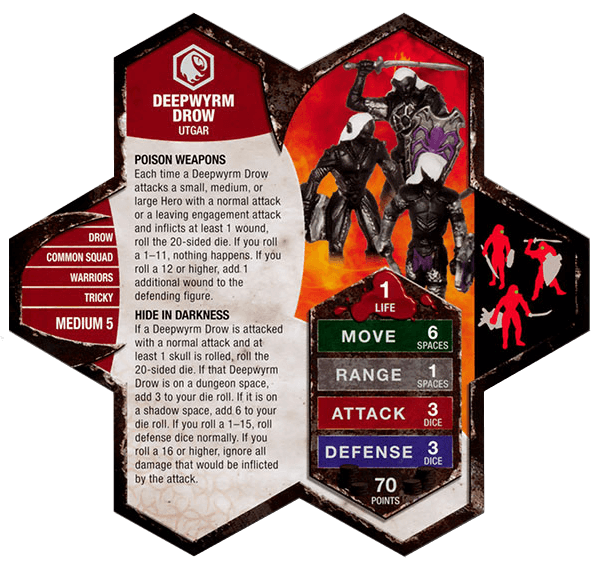 DEEPWYRM
DROW
UTGAR
POISON WEAPONS
Each time a Deepwyrm Drow
attacks a small, medium, or
large Hero with a normal attack
or a leaving engagement attack
and inflicts at least 1 wound,
roll the 20-sided die. If you roll
a 1–11, nothing happens. If you
roll a 12 or higher, add 1
additional wound to the
defending figure.
HIDE IN DARKNESS
If a Deepwyrm Drow is attacked
with a normal attack and at
least 1 skull is rolled, roll the
20-sided die. If that Deepwyrm
Drow is on a dungeon space,
add 3 to your die roll. If it is on
a shadow space, add 6 to your
die roll. If you roll a 1–15, roll
defense dice normally. If you
roll a 16 or higher, ignore all
damage that would be inflicted
by the attack.
DROW
COMMON SQUAD
WARRIORS
TRICKY
MEDIUM 5
1
LIFE
MOVE 6
SPACES
RANGE 1
SPACES
ATTACK 3
DICE
DEFENSE 3
DICE
70
POINTS